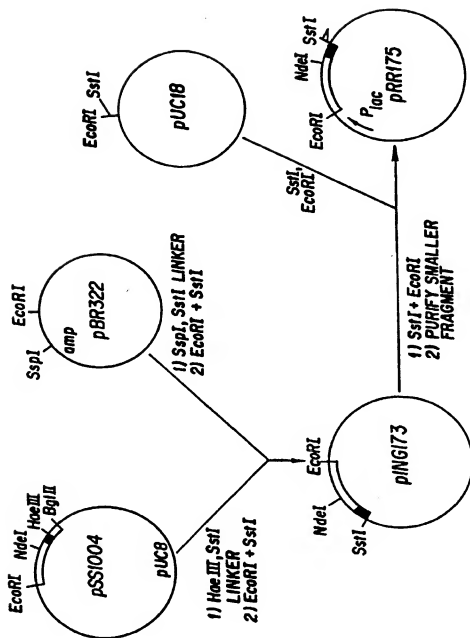 EcoRI
NdeI
HaeIII
BglII
pSS1004
pUC8
1) HaeIII, SstI
LINKER
2) EcoRI + SstI
SspI
EcoRI
amp
pBR322
1) SspI, SstI LINKER
2) EcoRI + SstI
EcoRI
SstI
pUC18
SstI,
EcoRI
EcoRI
NdeI
SstI
pING173
1) SstI + EcoRI
2) PURIFY SMALLER
FRAGMENT
EcoRI
NdeI
SstI
Plac
pRR175